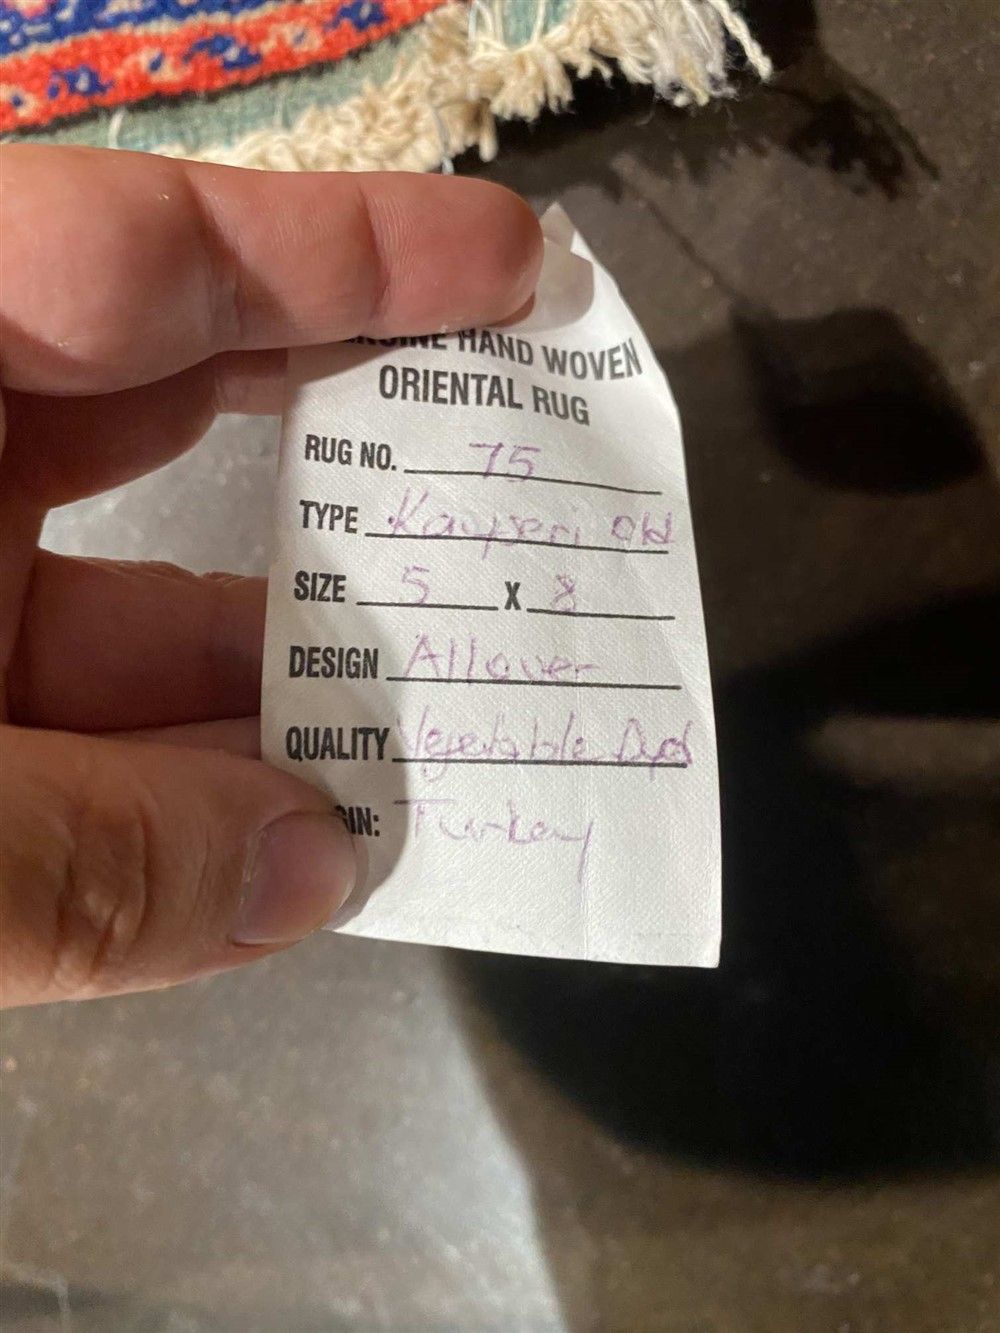 HAND WOVEN
ORIENTAL RUG
RUG NO. 75
TYPE Kayseri Old
SIZE 5 X 8
DESIGN Allover
QUALITY Vegetable Dyed
Turkey